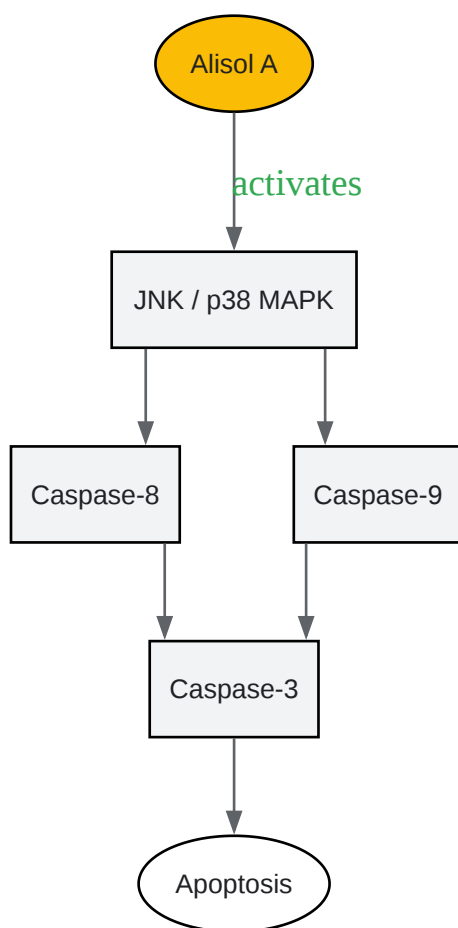 Alisol A
activates
JNK / p38 MAPK
Caspase-8
Caspase-9
Caspase-3
Apoptosis